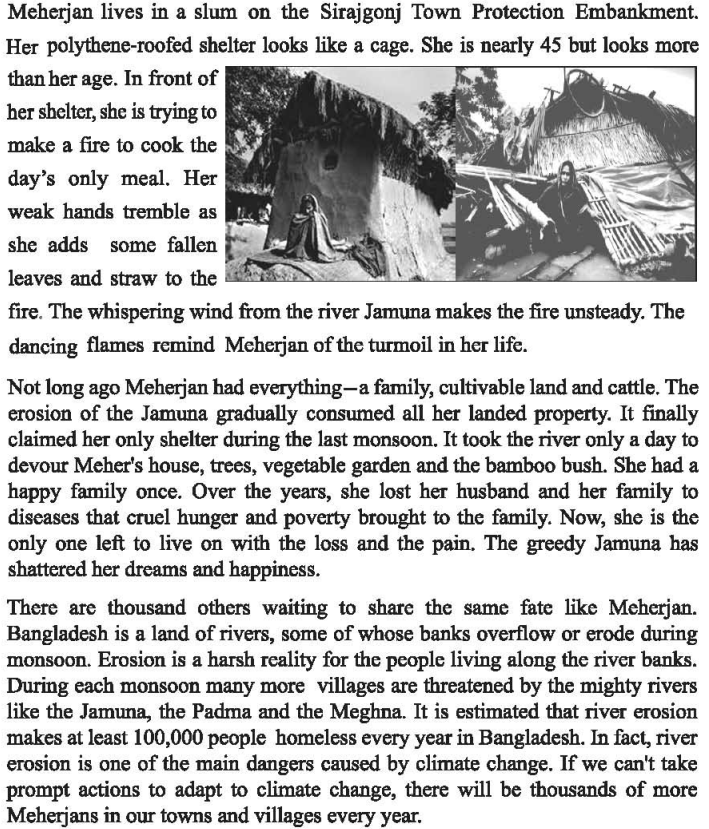 Meherjan lives in a slum on the Sirajgonj Town Protection Embankment.
Her polythene-roofed shelter looks like a cage. She is nearly 45 but looks more
than her age. In front of
her shelter, she is trying to
make a fire to cook the
day's only meal. Her
weak hands tremble as
she adds some fallen
leaves and straw to the
fire. The whispering wind from the river Jamuna makes the fire unsteady. The
dancing flames remind Meherjan of the turmoil in her life.
Not long ago Meherjan had everything—a family, cultivable land and cattle. The
erosion of the Jamuna gradually consumed all her landed property. It finally
claimed her only shelter during the last monsoon. It took the river only a day to
devour Meher's house, trees, vegetable garden and the bamboo bush. She had a
happy family once. Over the years, she lost her husband and her family to
diseases that cruel hunger and poverty brought to the family. Now, she is the
only one left to live on with the loss and the pain. The greedy Jamuna has
shattered her dreams and happiness.
There are thousand others waiting to share the same fate like Meherjan.
Bangladesh is a land of rivers, some of whose banks overflow or erode during
monsoon. Erosion is a harsh reality for the people living along the river banks.
During each monsoon many more villages are threatened by the mighty rivers
like the Jamuna, the Padma and the Meghna. It is estimated that river erosion
makes at least 100,000 people homeless every year in Bangladesh. In fact, river
erosion is one of the main dangers caused by climate change. If we can't take
prompt actions to adapt to climate change, there will be thousands of more
Meherjans in our towns and villages every year.